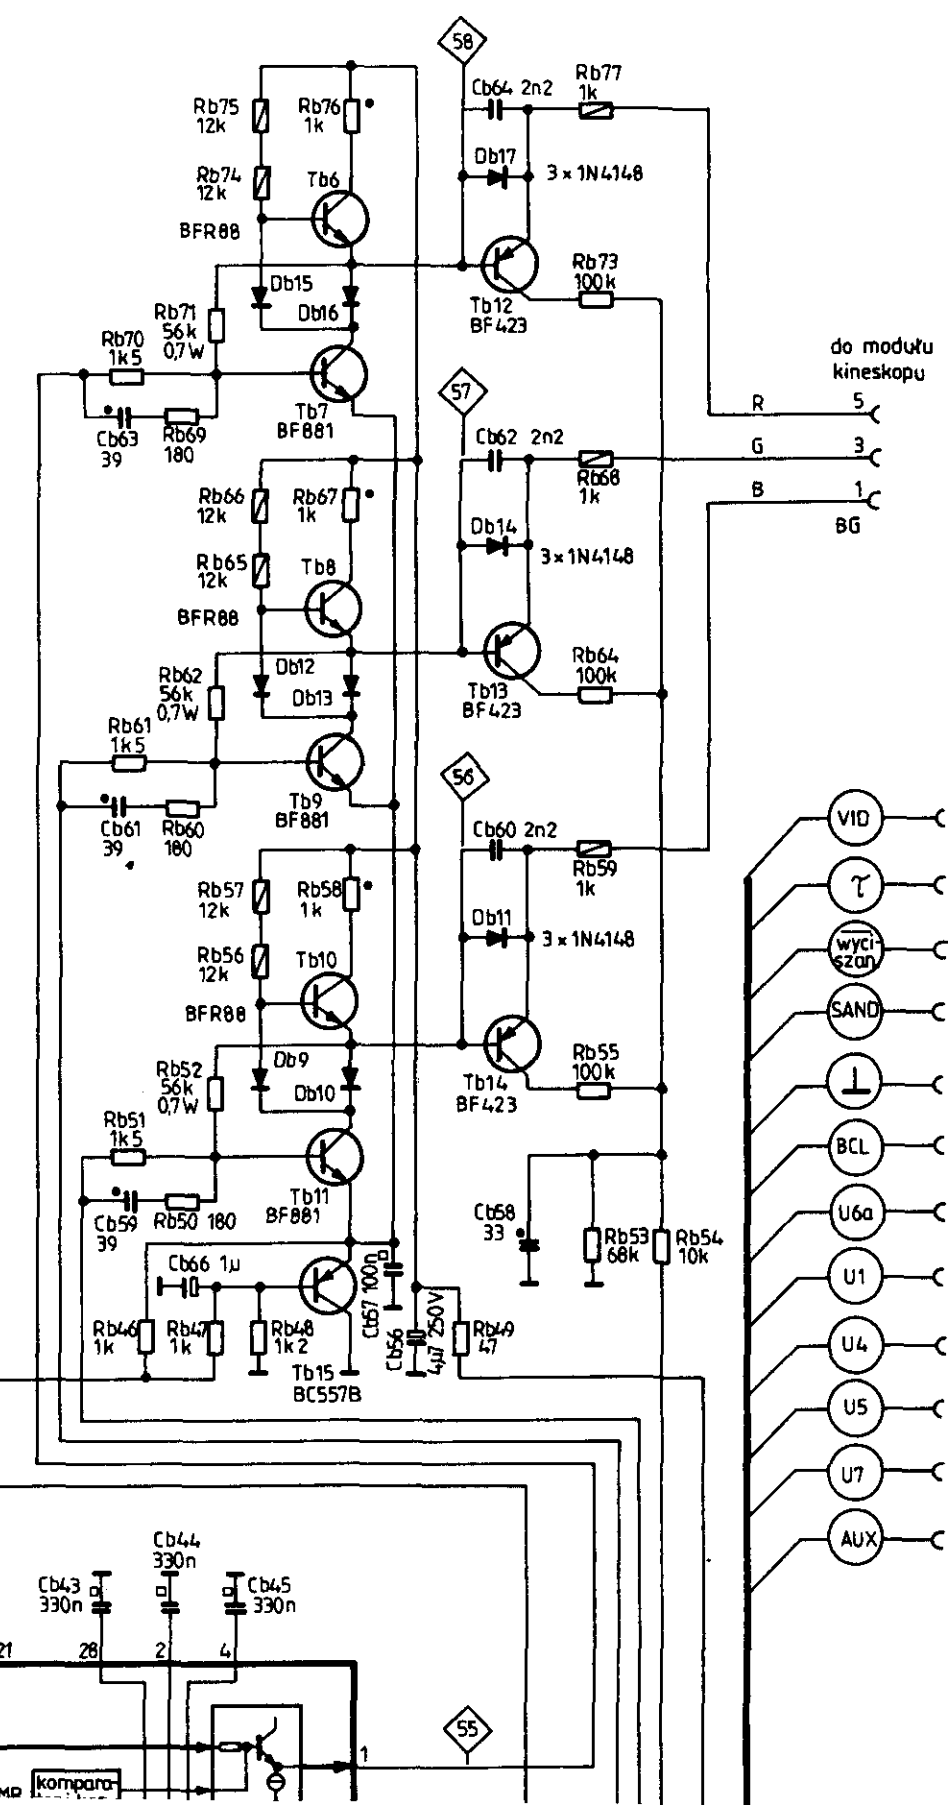 58
Rb77
1k
Cb64 2n2
Rb75
12k
Rb76
1k
Db17
3×1N4148
Rb74
12k
Tb6
BFR88
Rb73
100k
Db15
Db16
Tb12
BF423
Rb71
56k
0,7W
Rb70
1k5
do modułu
kineskopu
57
R
5
Tb7
BF881
Cb63
39
Rb69
180
Cb62 2n2
G
3
Rb68
1k
B
1
BG
Rb66
12k
Rb67
1k
Db14
3×1N4148
Rb65
12k
Tb8
BFR88
Rb64
100k
Db12
Db13
Tb13
BF423
Rb62
56k
0,7W
Rb61
1k5
56
Tb9
BF881
Cb61
39
Rb60
180
Cb60 2n2
Rb59
1k
VID
Rb57
12k
Rb58
1k
τ
Db11
3×1N4148
Rb56
12k
Tb10
wyci-
szan.
BFR88
SAND
Rb55
100k
Db9
Db10
Tb14
BF423
Rb52
56k
0,7W
⊥
Rb51
1k5
BCL
Tb11
BF881
Cb59
39
Rb50 180
Cb58
33
U6a
Rb53
68k
Rb54
10k
Cb66 1µ
Cb57 100n
U1
Rb46
1k
Rb47
1k
Rb48
1k2
Cb56
4µ7 250V
Rb49
47
U4
Tb15
BC557B
U5
U7
Cb44
330n
AUX
Cb43
330n
Cb45
330n
21
28
2
4
55
1
kompara-